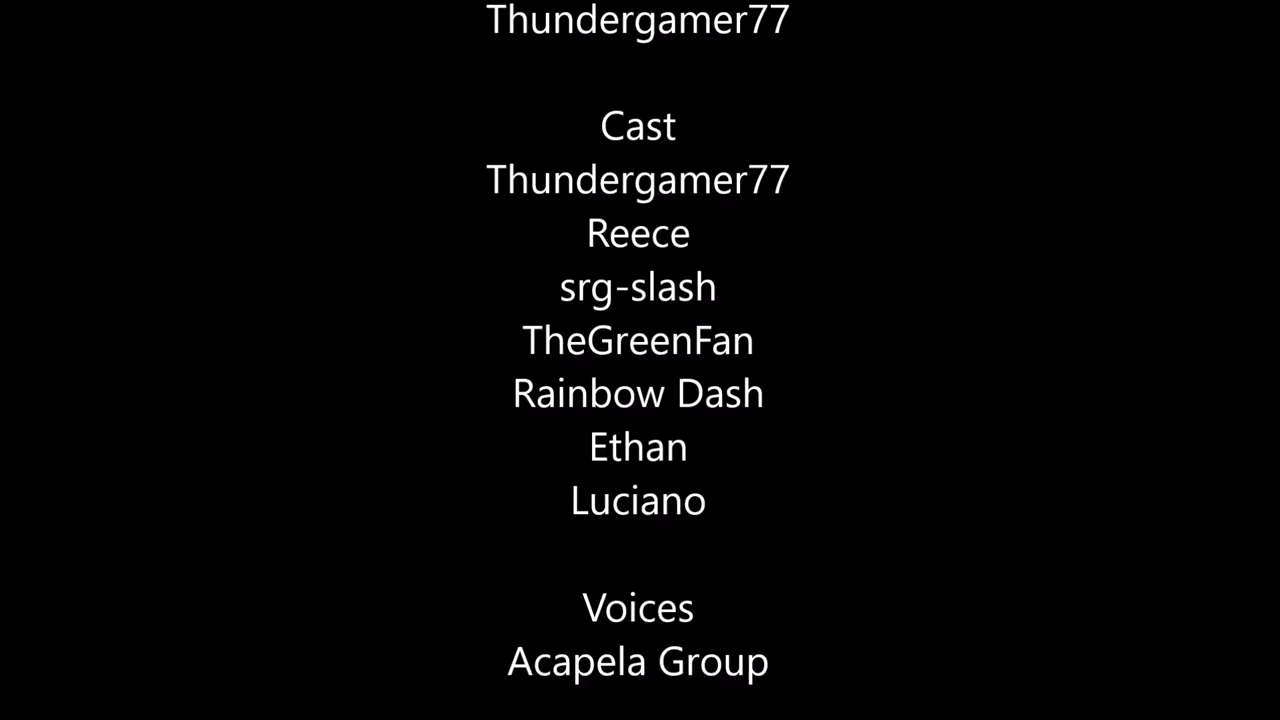 Thundergamer77
Cast
Thundergamer77
Reece
srg-slash
TheGreenFan
Rainbow Dash
Ethan
Luciano
Voices
Acapela Group